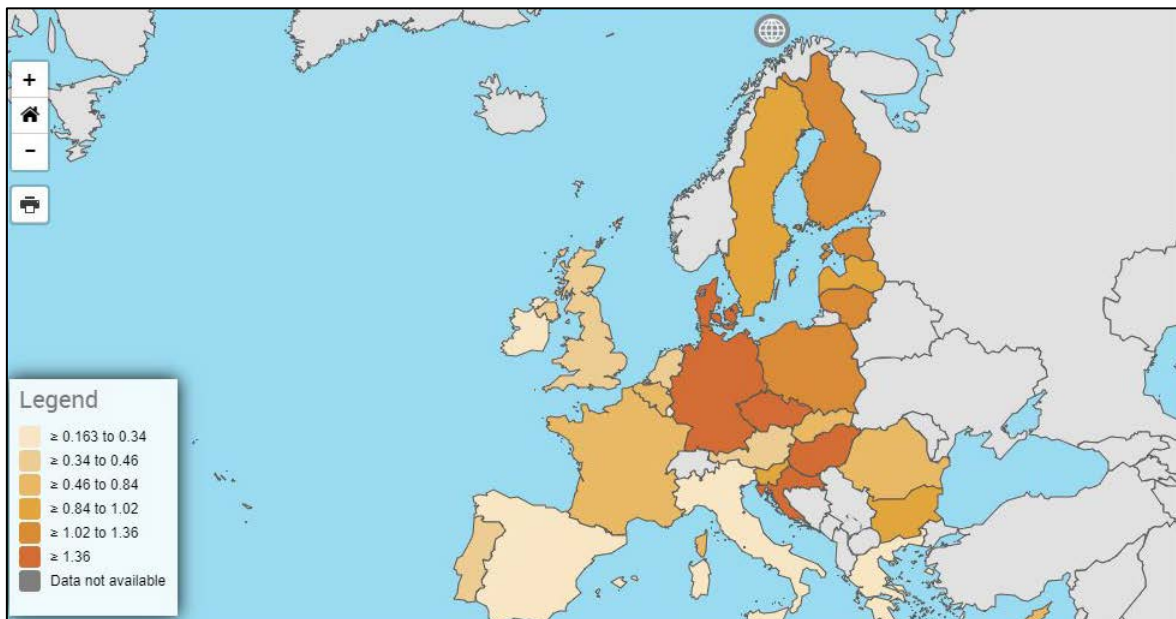 +
−
Legend
≥ 0.163 to 0.34
≥ 0.34 to 0.46
≥ 0.46 to 0.84
≥ 0.84 to 1.02
≥ 1.02 to 1.36
≥ 1.36
Data not available